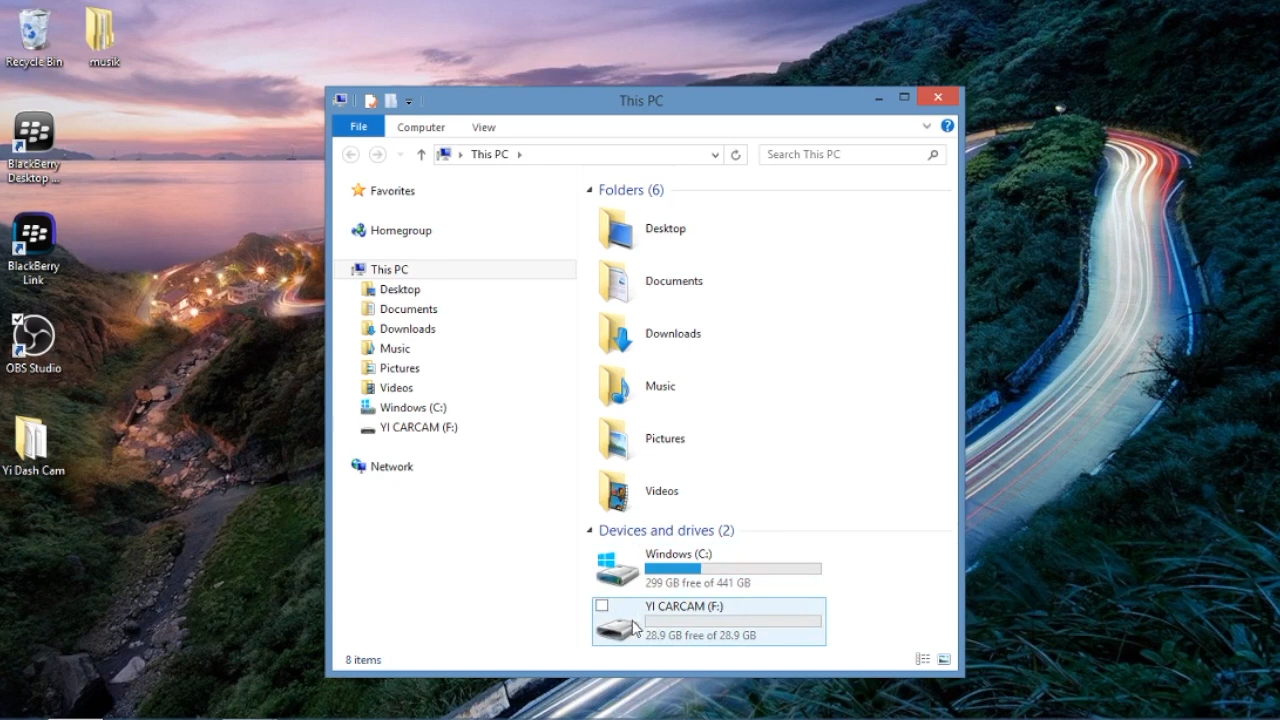 Recycle Bin
musik
BlackBerry
Desktop ...
BlackBerry
Link
OBS Studio
Yi Dash Cam
This PC
File
Computer
View
This PC
Search This PC
Favorites
Homegroup
This PC
Desktop
Documents
Downloads
Music
Pictures
Videos
Windows (C:)
YI CARCAM (F:)
Network
Folders (6)
Desktop
Documents
Downloads
Music
Pictures
Videos
Devices and drives (2)
Windows (C:)
299 GB free of 441 GB
YI CARCAM (F:)
28.9 GB free of 28.9 GB
8 items